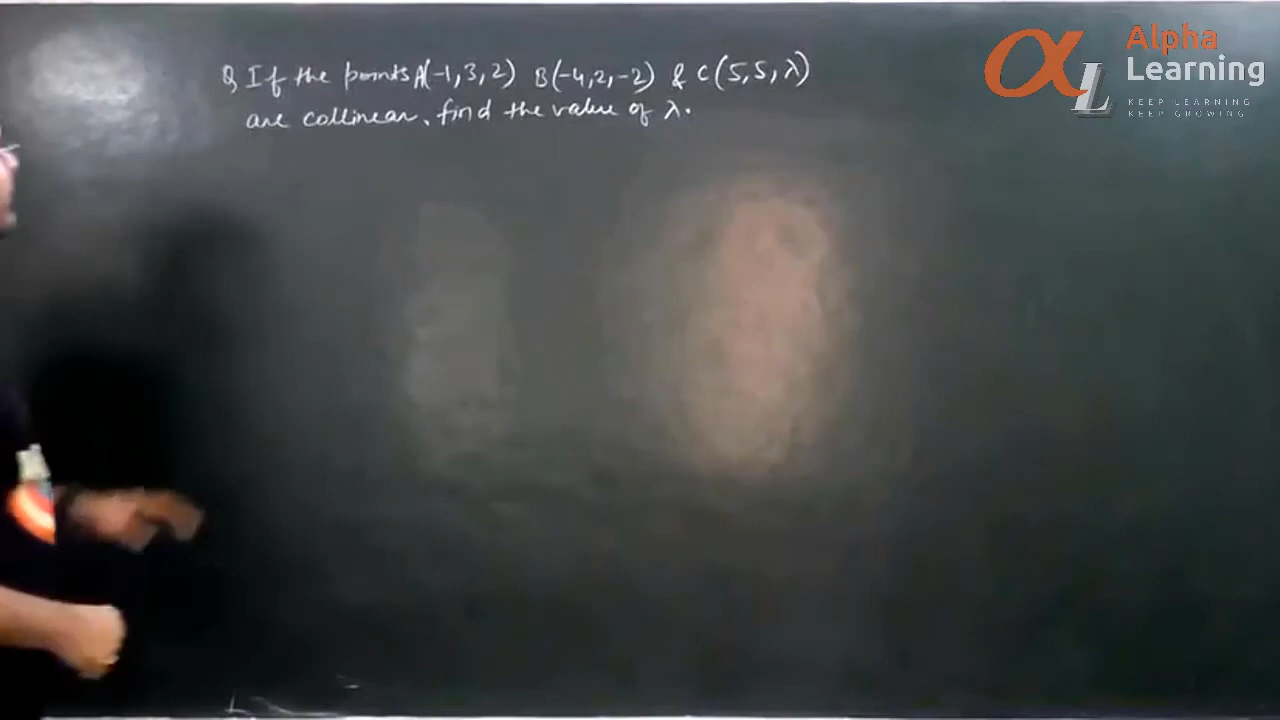 Q If the points A(-1,3,2) B(-4,2,-2) & C(5,5,λ)
are collinear, find the value of λ.
Alpha
Learning
KEEP LEARNING
KEEP GROWING